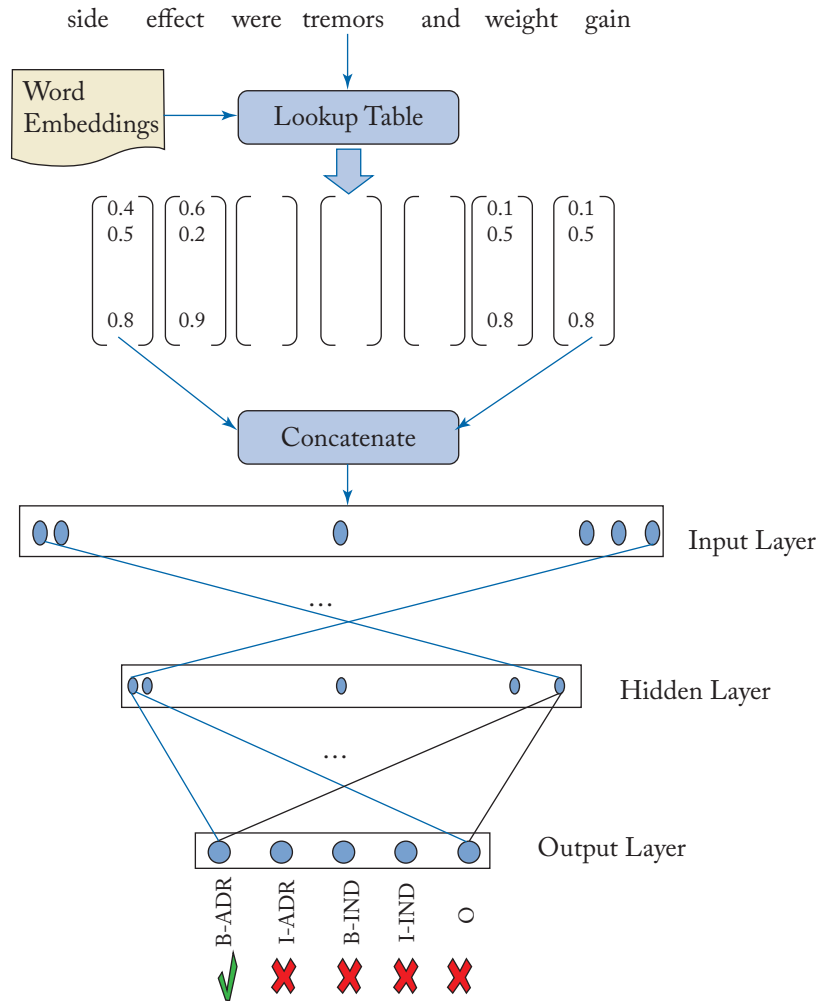 side effect were tremors and weight gain
Word
Embeddings
Lookup Table
0.4 0.6 0.1 0.1
0.5 0.2 0.5 0.5
0.8 0.9 0.8 0.8
Concatenate
Input Layer
...
Hidden Layer
...
Output Layer
B-ADR
I-ADR
B-IND
I-IND
O